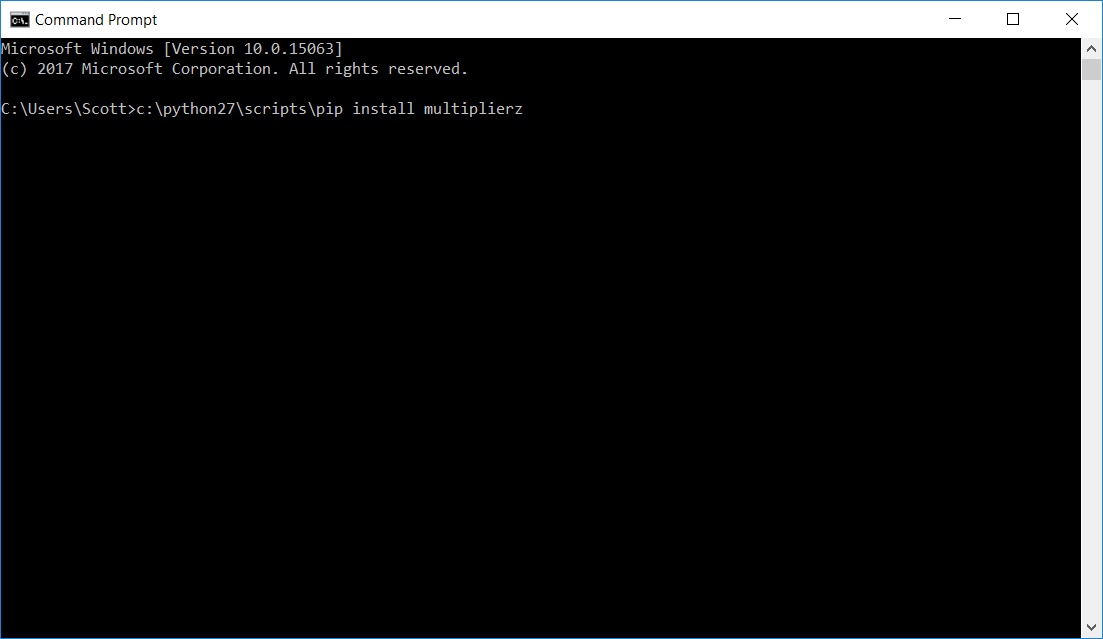 Command Prompt
Microsoft Windows [Version 10.0.15063]
(c) 2017 Microsoft Corporation. All rights reserved.
C:\Users\Scott>c:\python27\scripts\pip install multiplierz